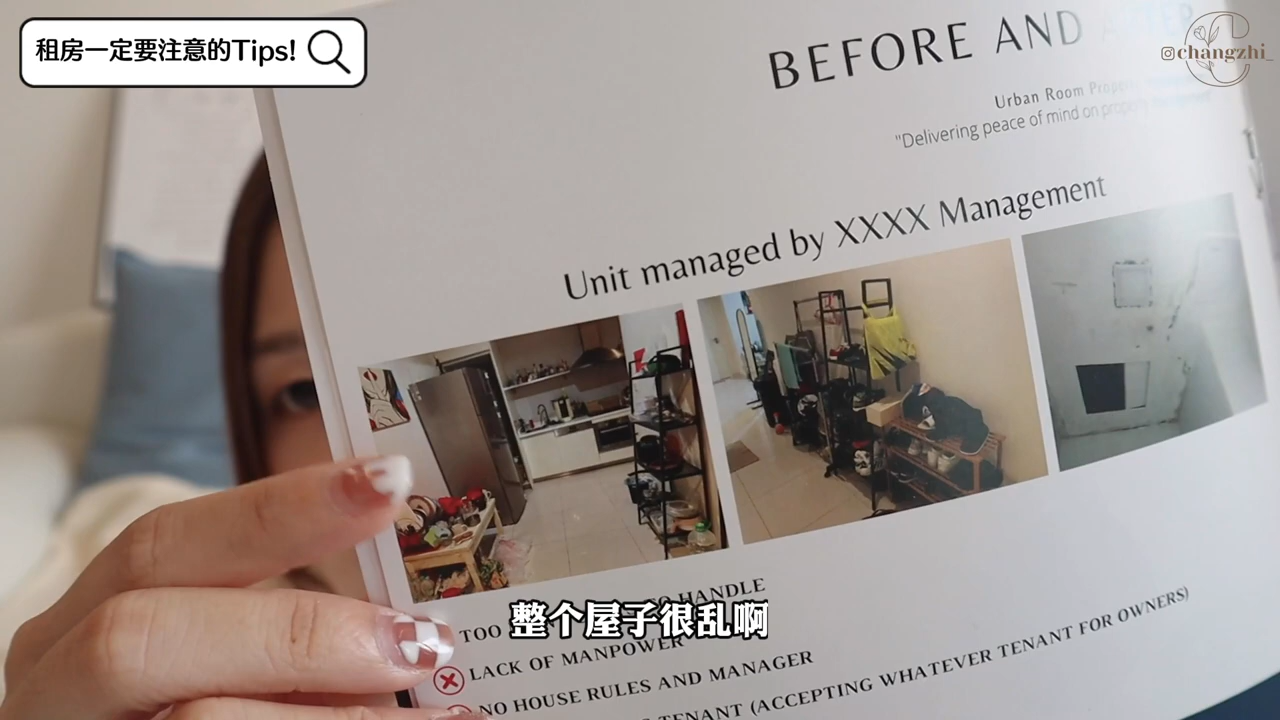 租房一定要注意的Tips!
@changzhi_
BEFORE AND
Urban Room
"Delivering peace of mind on property
Unit managed by XXXX Management
TO HANDLE
TOO
LACK OF MANPOWER
NO HOUSE RULES AND MANAGER
TENANT (ACCEPTING WHATEVER TENANT FOR OWNERS)
整个屋子很乱啊